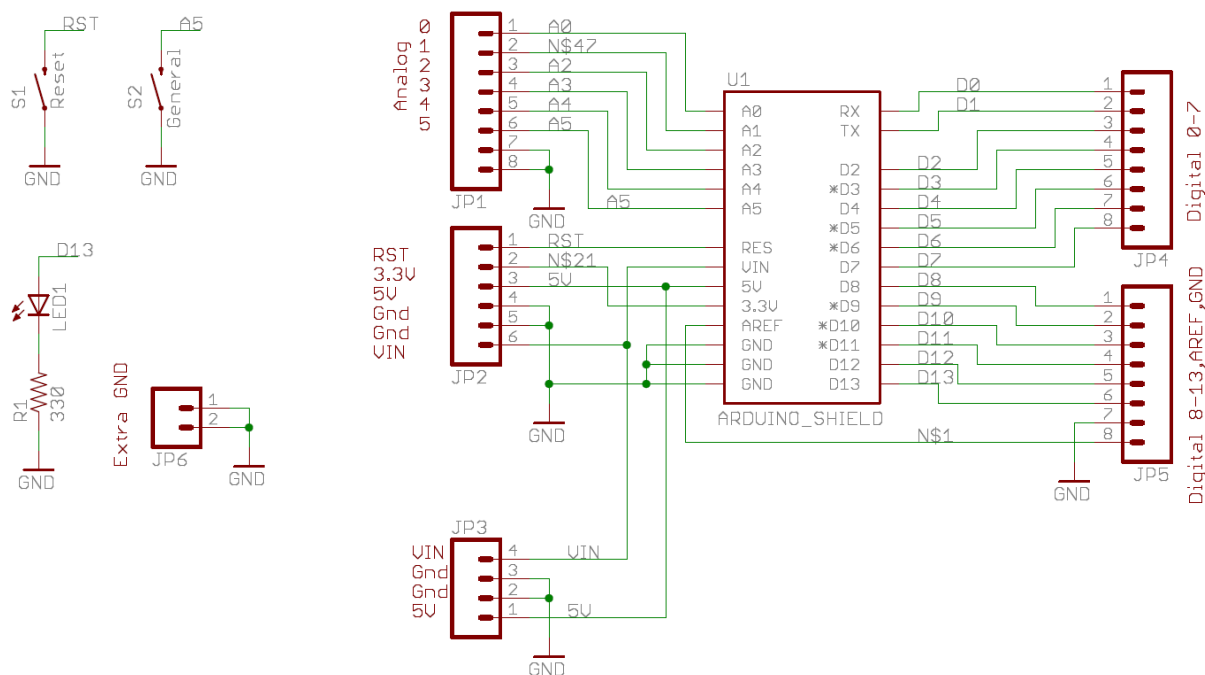 RST
S1
Reset
GND
A5
S2
General
GND
D13
LED1
R1
330
GND
Extra GND
1
2
JP6
GND
Analog
0
1
2
3
4
5
1
2
3
4
5
6
7
8
A0
N$47
A2
A3
A4
A5
JP1
GND
A5
RST
3.3V
5V
Gnd
Gnd
VIN
1
2
3
4
5
6
RST
N$21
5V
JP2
GND
JP3
VIN
Gnd
Gnd
5V
4
3
2
1
VIN
5V
GND
U1
A0
A1
A2
A3
A4
A5
RES
VIN
5V
3.3V
AREF
GND
GND
GND
RX
TX
D2
*D3
D4
*D5
*D6
D7
D8
*D9
*D10
*D11
D12
D13
ARDUINO_SHIELD
D0
D1
D2
D3
D4
D5
D6
D7
D8
D9
D10
D11
D12
D13
N$1
1
2
3
4
5
6
7
8
JP4
Digital 0-7
1
2
3
4
5
6
7
8
JP5
Digital 8-13,AREF,GND
GND